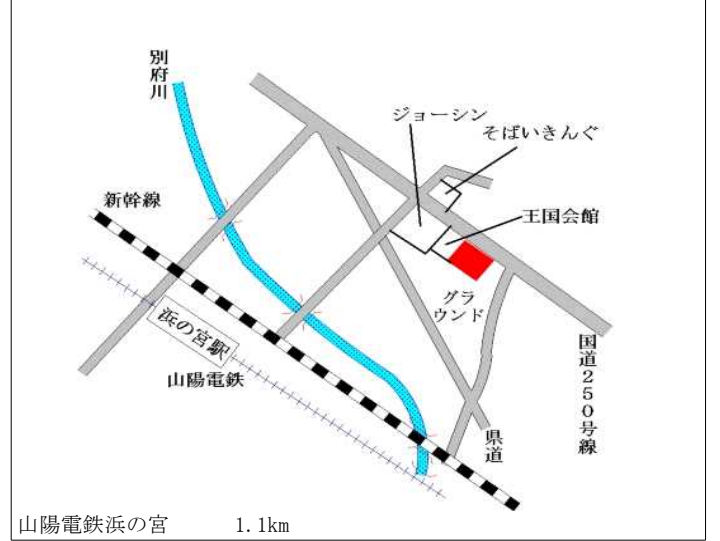 別府川
ジョーシン
そばいきんぐ
新幹線
王国会館
グラ
ウンド
浜の宮駅
国道250号線
山陽電鉄
県道
山陽電鉄浜の宮 1.1km